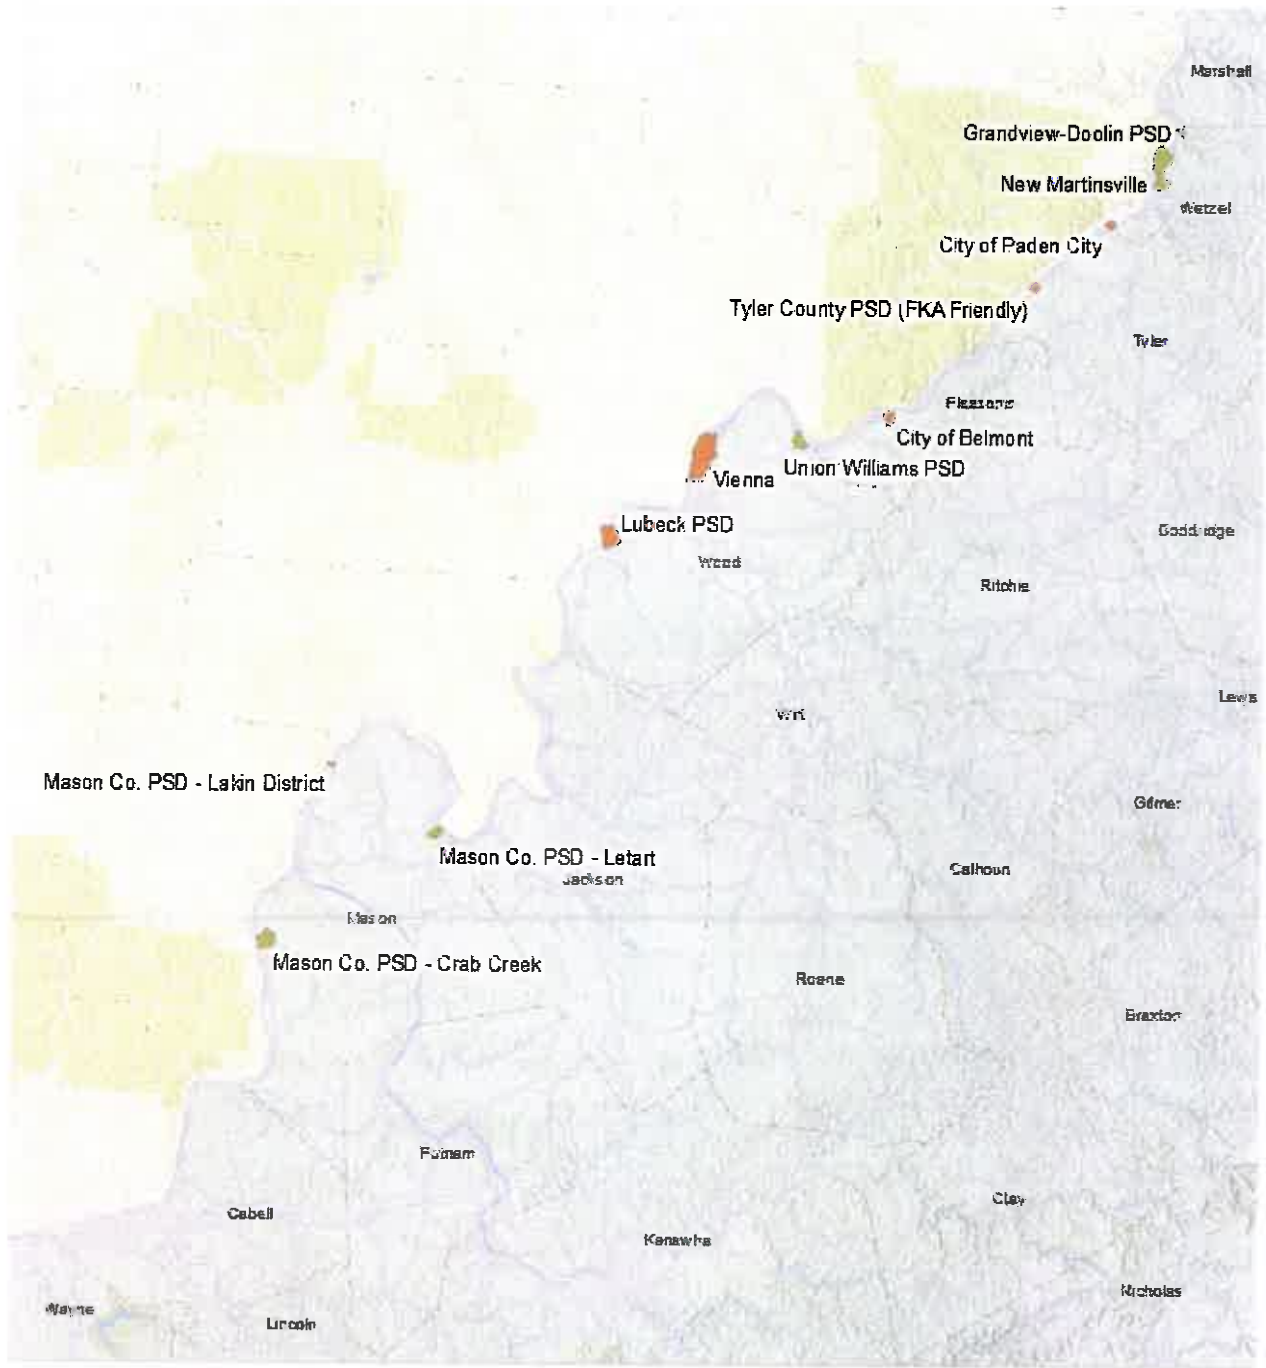 Marshall
Grandview-Doolin PSD
New Martinsville
Wetzel
City of Paden City
Tyler County PSD (FKA Friendly)
Tyler
Pleasants
City of Belmont
Union Williams PSD
Vienna
Lubeck PSD
Doddridge
Wood
Ritchie
Lewis
Wirt
Mason Co. PSD - Lakin District
Gilmer
Mason Co. PSD - Letart
Jackson
Calhoun
Mason
Mason Co. PSD - Crab Creek
Roane
Braxton
Putnam
Clay
Cabell
Kanawha
Nicholas
Wayne
Lincoln